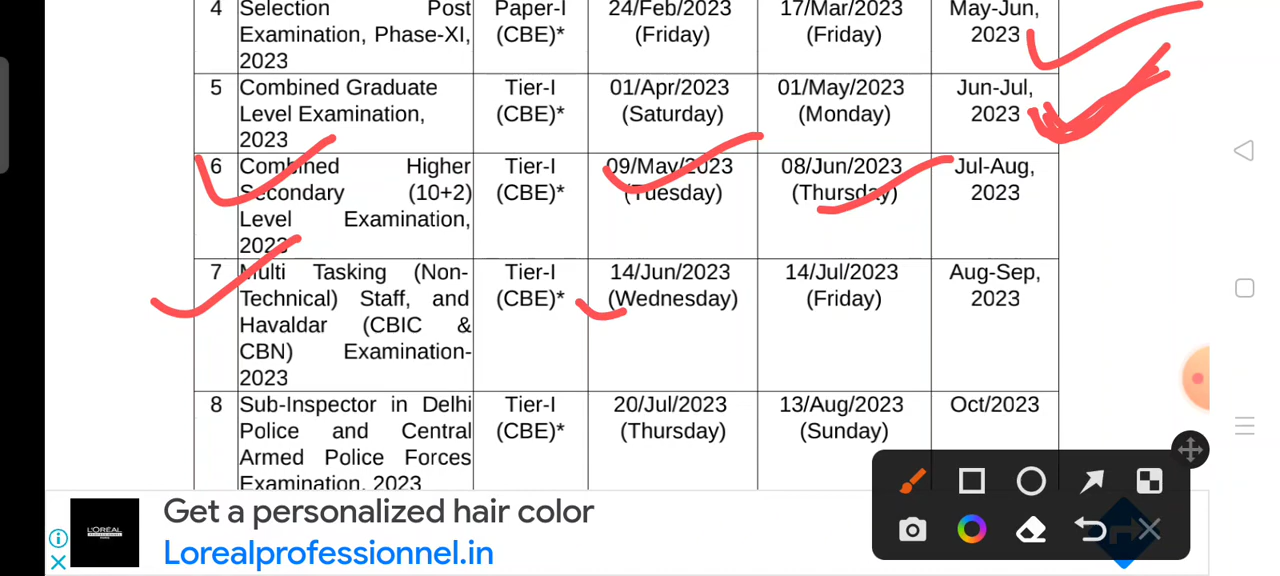 4 Selection Post Paper-I 24/Feb/2023 17/Mar/2023 May-Jun,
Examination, Phase-XI, (CBE)* (Friday) (Friday) 2023
2023
5 Combined Graduate Tier-I 01/Apr/2023 01/May/2023 Jun-Jul,
Level Examination, (CBE)* (Saturday) (Monday) 2023
2023
6 Combined Higher Tier-I 09/May/2023 08/Jun/2023 Jul-Aug,
Secondary (10+2) (CBE)* (Tuesday) (Thursday) 2023
Level Examination,
2023
7 Multi Tasking (Non- Tier-I 14/Jun/2023 14/Jul/2023 Aug-Sep,
Technical) Staff, and (CBE)* (Wednesday) (Friday) 2023
Havaldar (CBIC &
CBN) Examination-
2023
8 Sub-Inspector in Delhi Tier-I 20/Jul/2023 13/Aug/2023 Oct/2023
Police and Central (CBE)* (Thursday) (Sunday)
Armed Police Forces
Examination, 2023
L'ORÉAL
Get a personalized hair color
Lorealprofessionnel.in